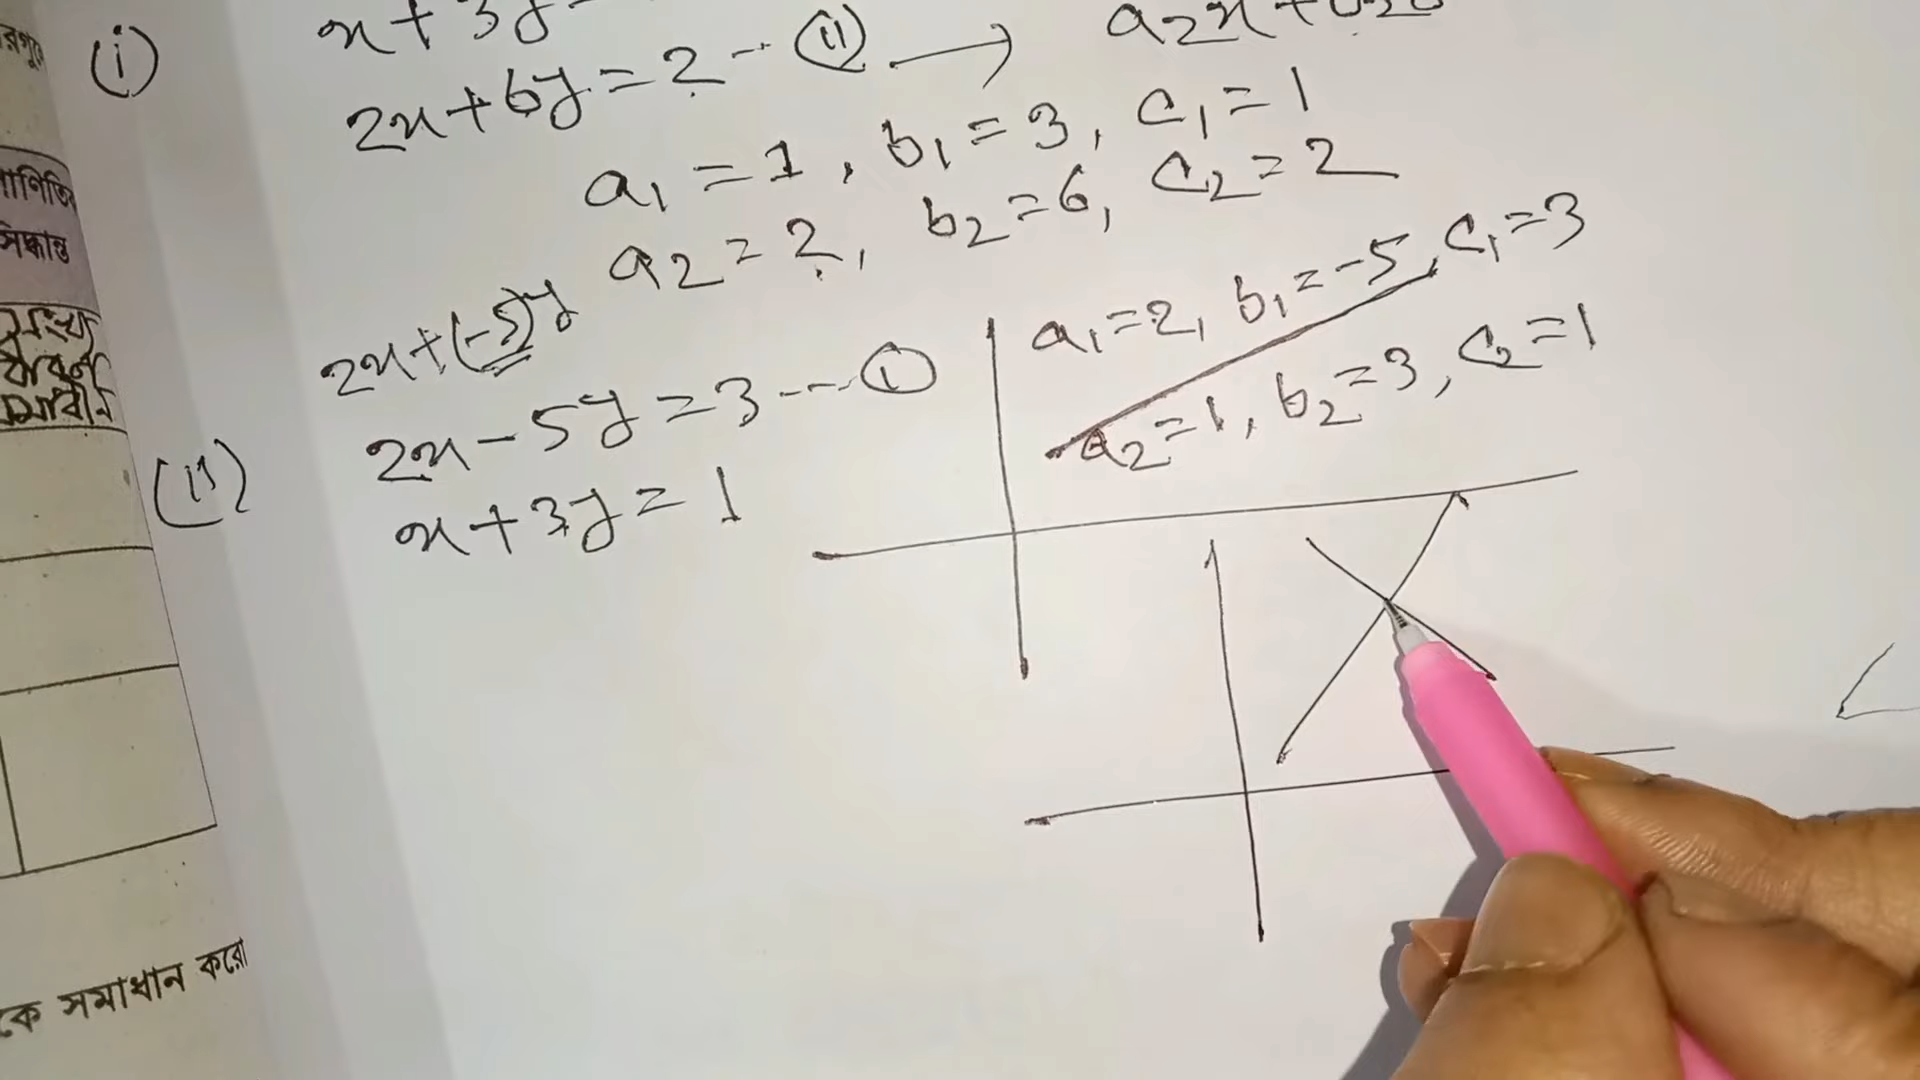 (i)
x + 3y
2x + 6y = 2 -- (ii) →
a₁ = 1, b₁ = 3, c₁ = 1
a₂ = 2, b₂ = 6, c₂ = 2
2x + (-5)y
(ii)
2x - 5y = 3 --- (i)
x + 3y = 1
a₁ = 2, b₁ = -5, c₁ = 3
a₂ = 1, b₂ = 3, c₂ = 1
সিদ্ধান্ত
কে সমাধান করো